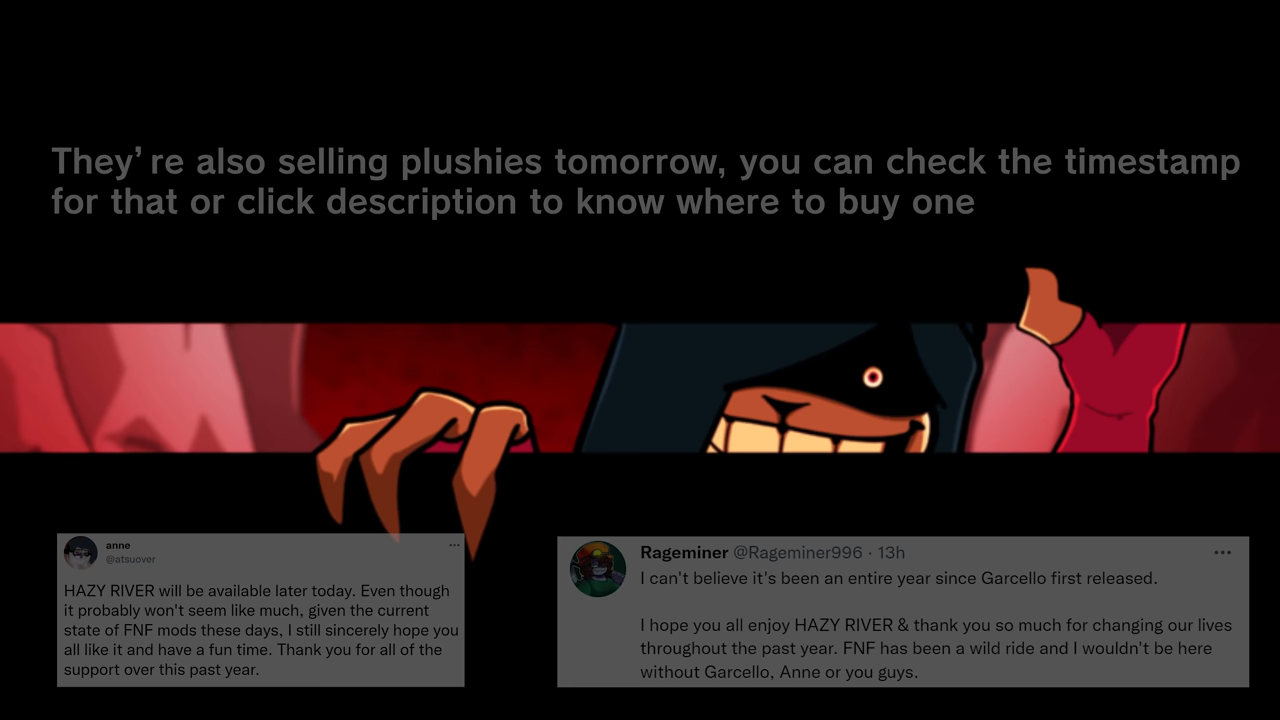 They’re also selling plushies tomorrow, you can check the timestamp
for that or click description to know where to buy one
anne
@atsuover
HAZY RIVER will be available later today. Even though
it probably won't seem like much, given the current
state of FNF mods these days, I still sincerely hope you
all like it and have a fun time. Thank you for all of the
support over this past year.
Rageminer @Rageminer996 · 13h
I can't believe it's been an entire year since Garcello first released.
I hope you all enjoy HAZY RIVER & thank you so much for changing our lives
throughout the past year. FNF has been a wild ride and I wouldn't be here
without Garcello, Anne or you guys.